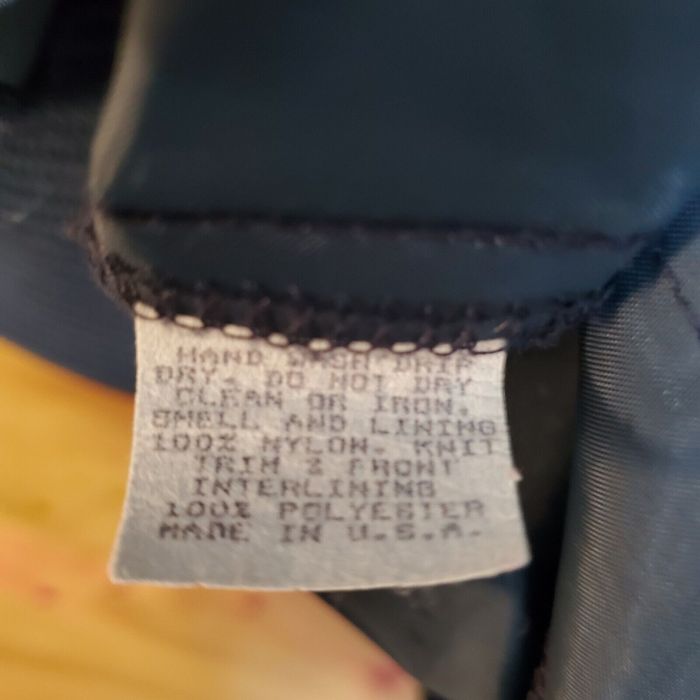 HAND WASH DRIP
DRY. DO NOT DRY
CLEAN OR IRON.
SHELL AND LINING
100% NYLON. KNIT
TRIM & FRONT
INTERLINING
100% POLYESTER
MADE IN U.S.A.